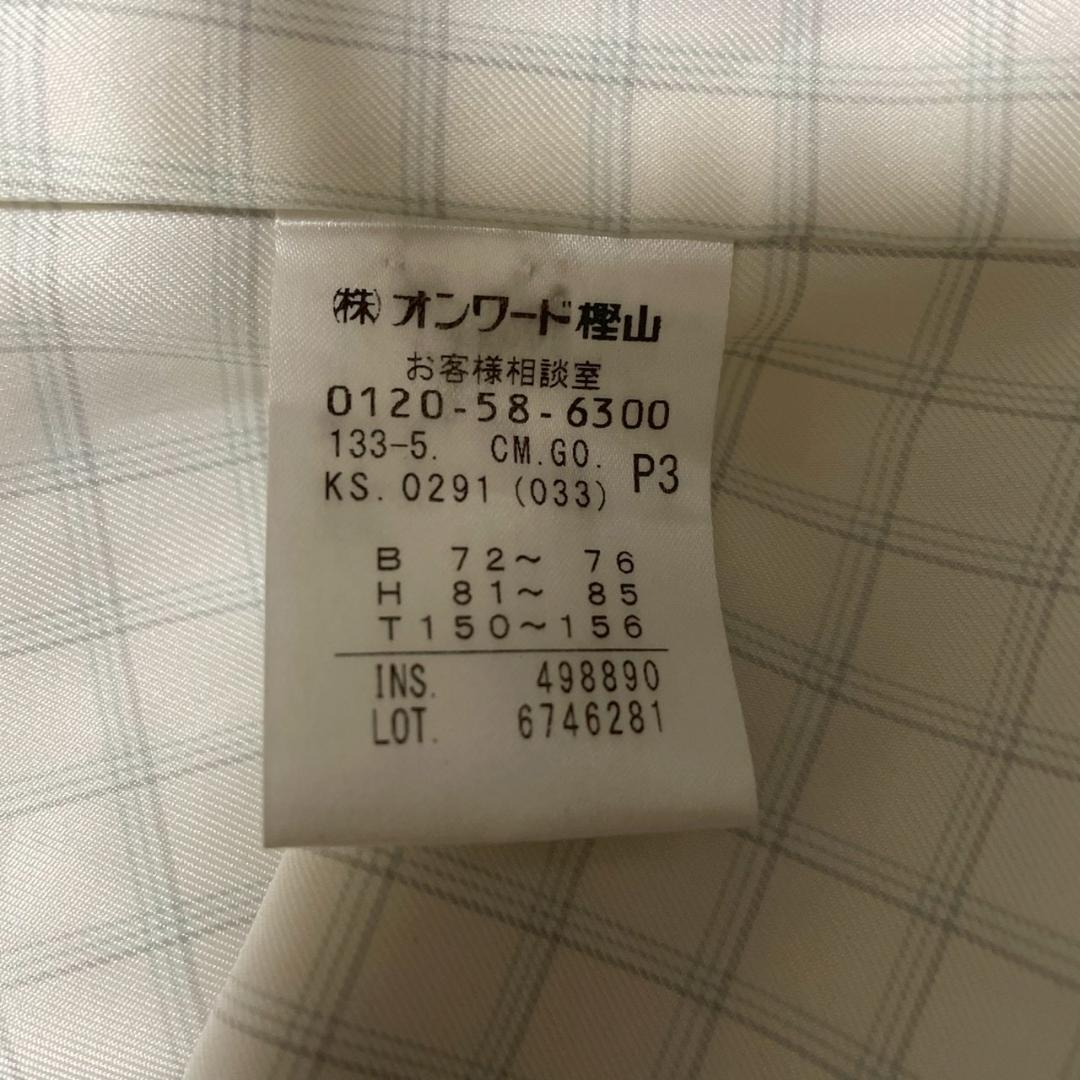 (株)オンワード樫山
お客様相談室
0120-58-6300
133-5. CM.GO.
KS. 0291 (033) P3
B 72~ 76
H 81~ 85
T150~156
INS. 498890
LOT. 6746281